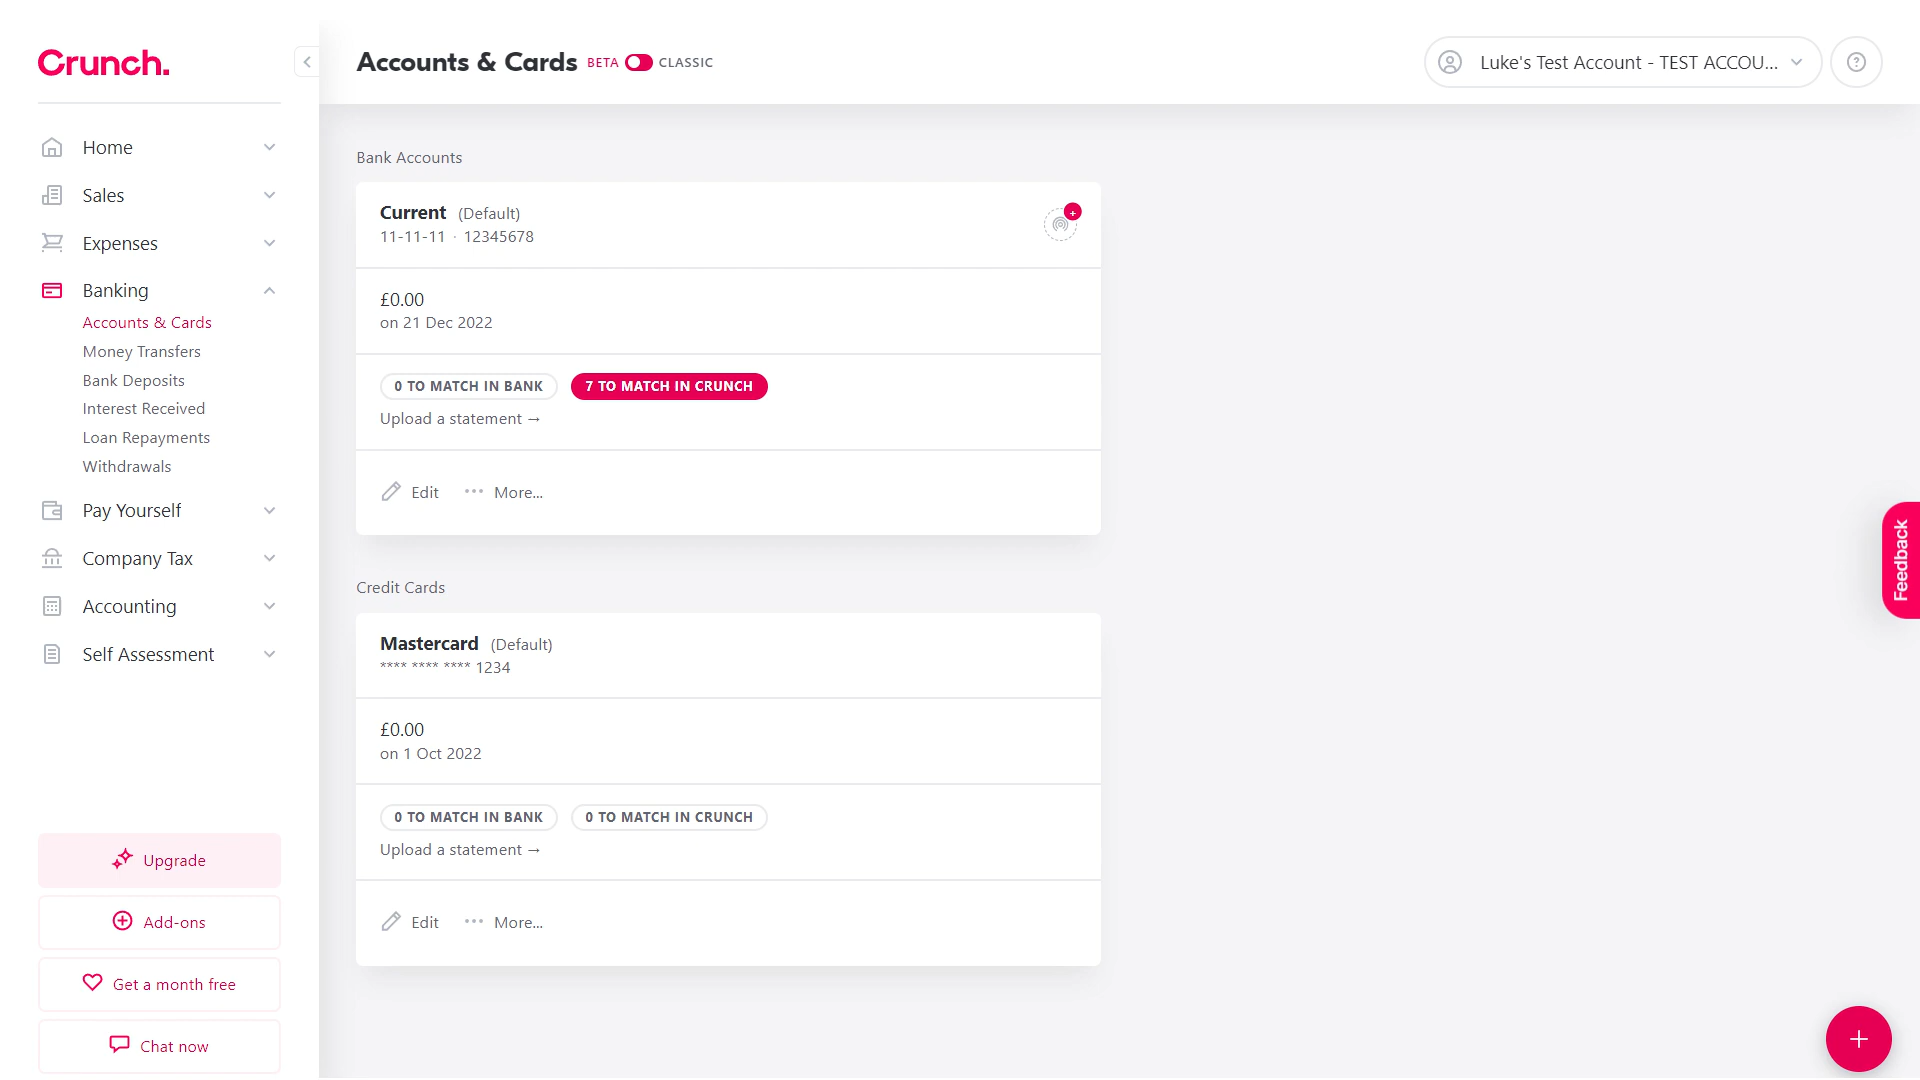 Crunch.
Home
Sales
Expenses
Banking
Accounts & Cards
Money Transfers
Bank Deposits
Interest Received
Loan Repayments
Withdrawals
Pay Yourself
Company Tax
Accounting
Self Assessment
Upgrade
Add-ons
Get a month free
Chat now
Accounts & Cards BETA CLASSIC
Luke's Test Account - TEST ACCOU...
Bank Accounts
Current (Default)
11-11-11 · 12345678
£0.00
on 21 Dec 2022
0 TO MATCH IN BANK 7 TO MATCH IN CRUNCH
Upload a statement →
Edit ··· More...
Credit Cards
Mastercard (Default)
**** **** **** 1234
£0.00
on 1 Oct 2022
0 TO MATCH IN BANK 0 TO MATCH IN CRUNCH
Upload a statement →
Edit ··· More...
Feedback